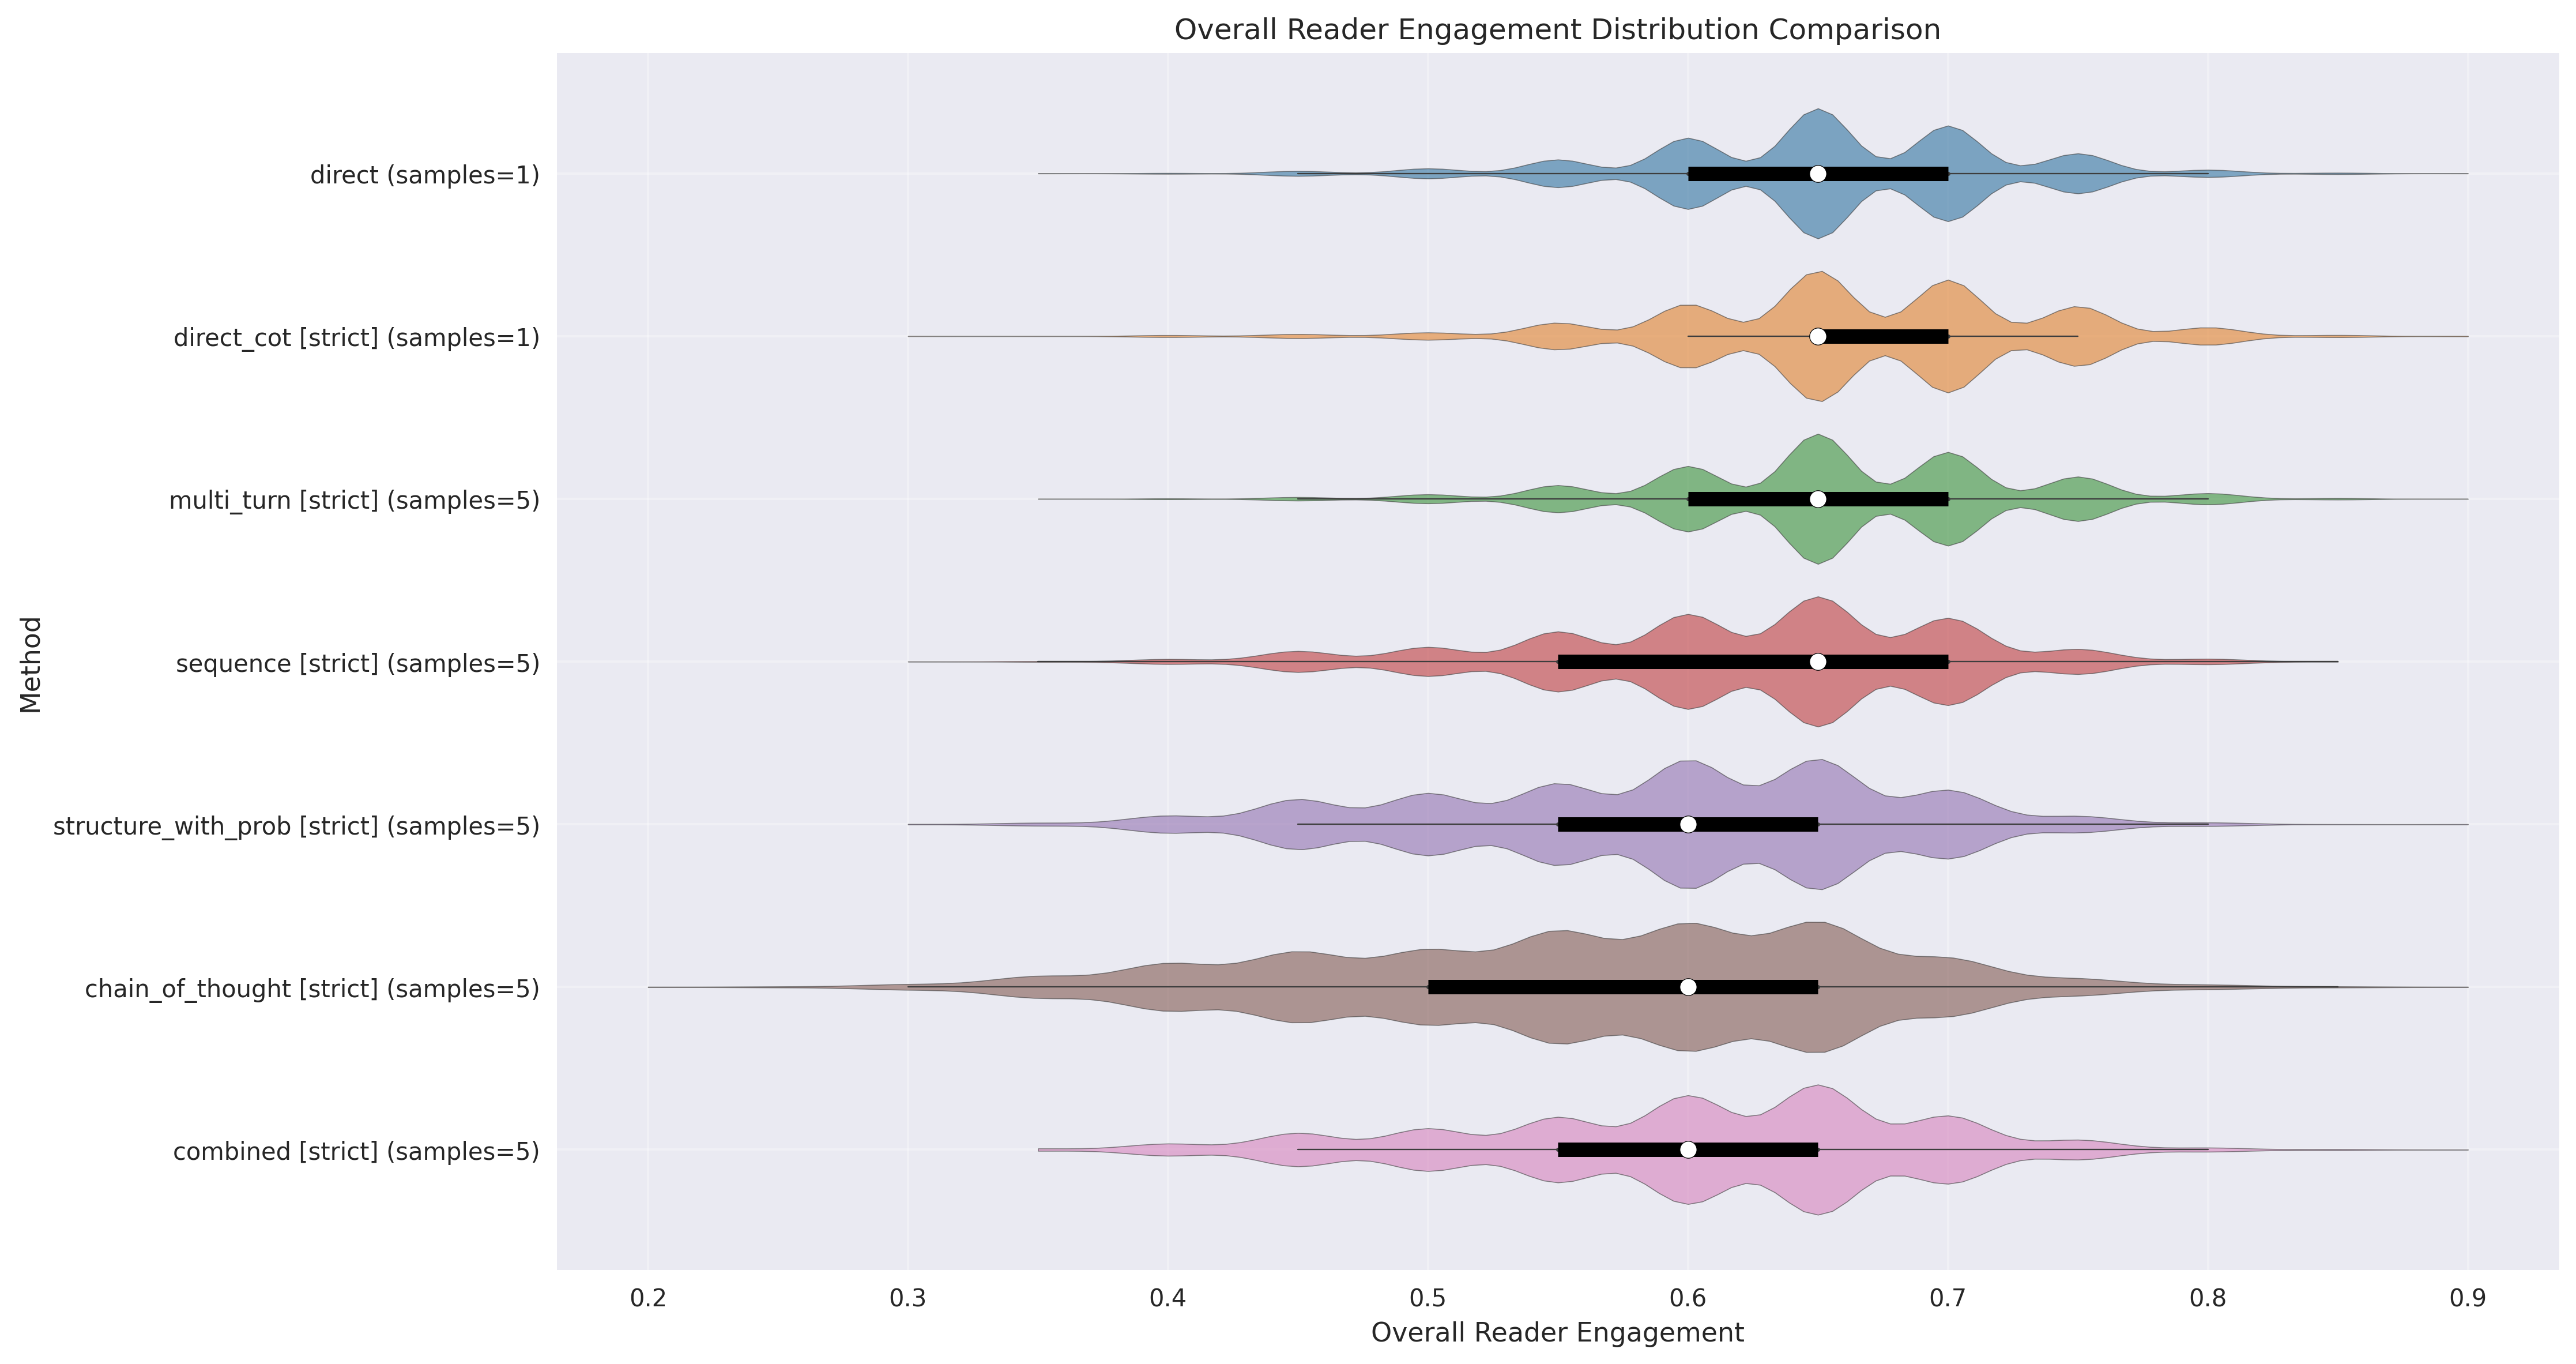 Overall Reader Engagement Distribution Comparison
direct (samples=1)
direct_cot [strict] (samples=1)
multi_turn [strict] (samples=5)
sequence [strict] (samples=5)
structure_with_prob [strict] (samples=5)
chain_of_thought [strict] (samples=5)
combined [strict] (samples=5)
Method
0.2 0.3 0.4 0.5 0.6 0.7 0.8 0.9
Overall Reader Engagement